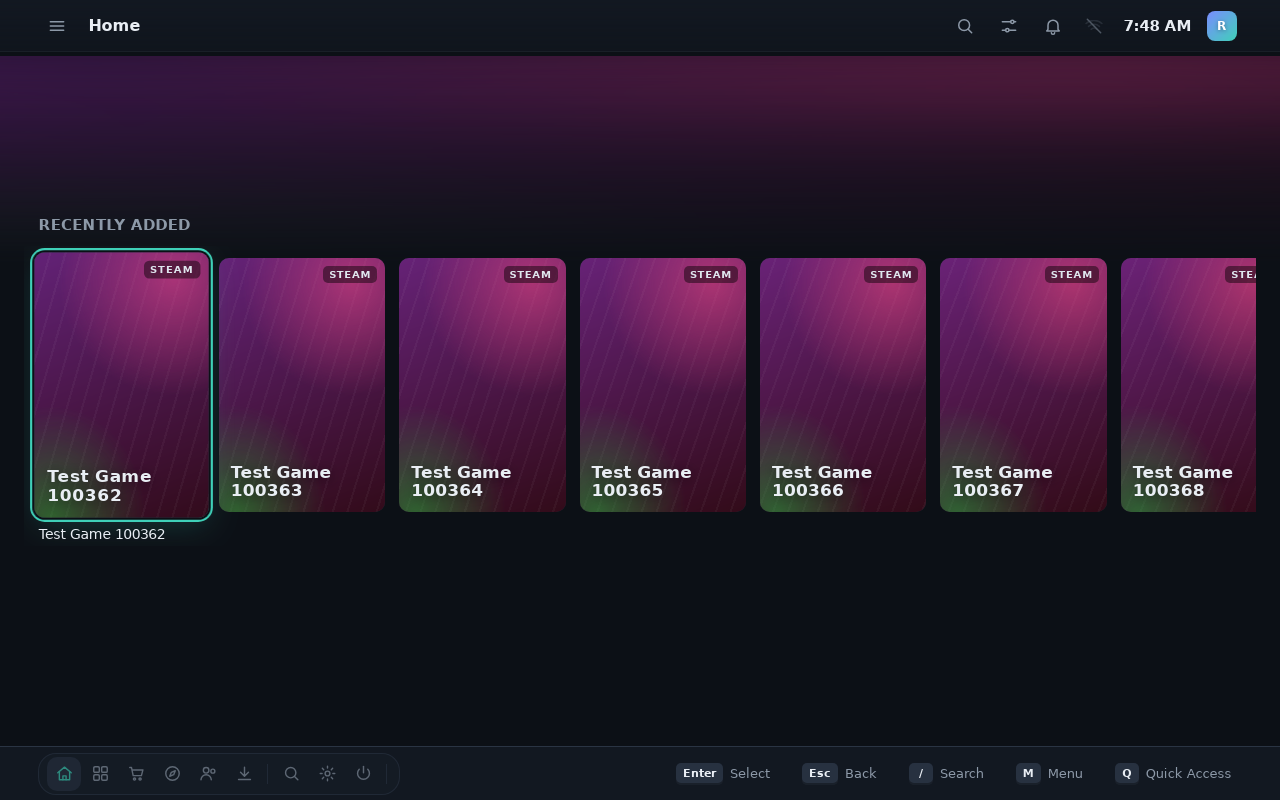 Home
7:48 AM
R
RECENTLY ADDED
STEAM
Test Game
100362
Test Game 100362
STEAM
Test Game
100363
STEAM
Test Game
100364
STEAM
Test Game
100365
STEAM
Test Game
100366
STEAM
Test Game
100367
Test Game
100368
Enter Select
Esc Back
/ Search
M Menu
Q Quick Access